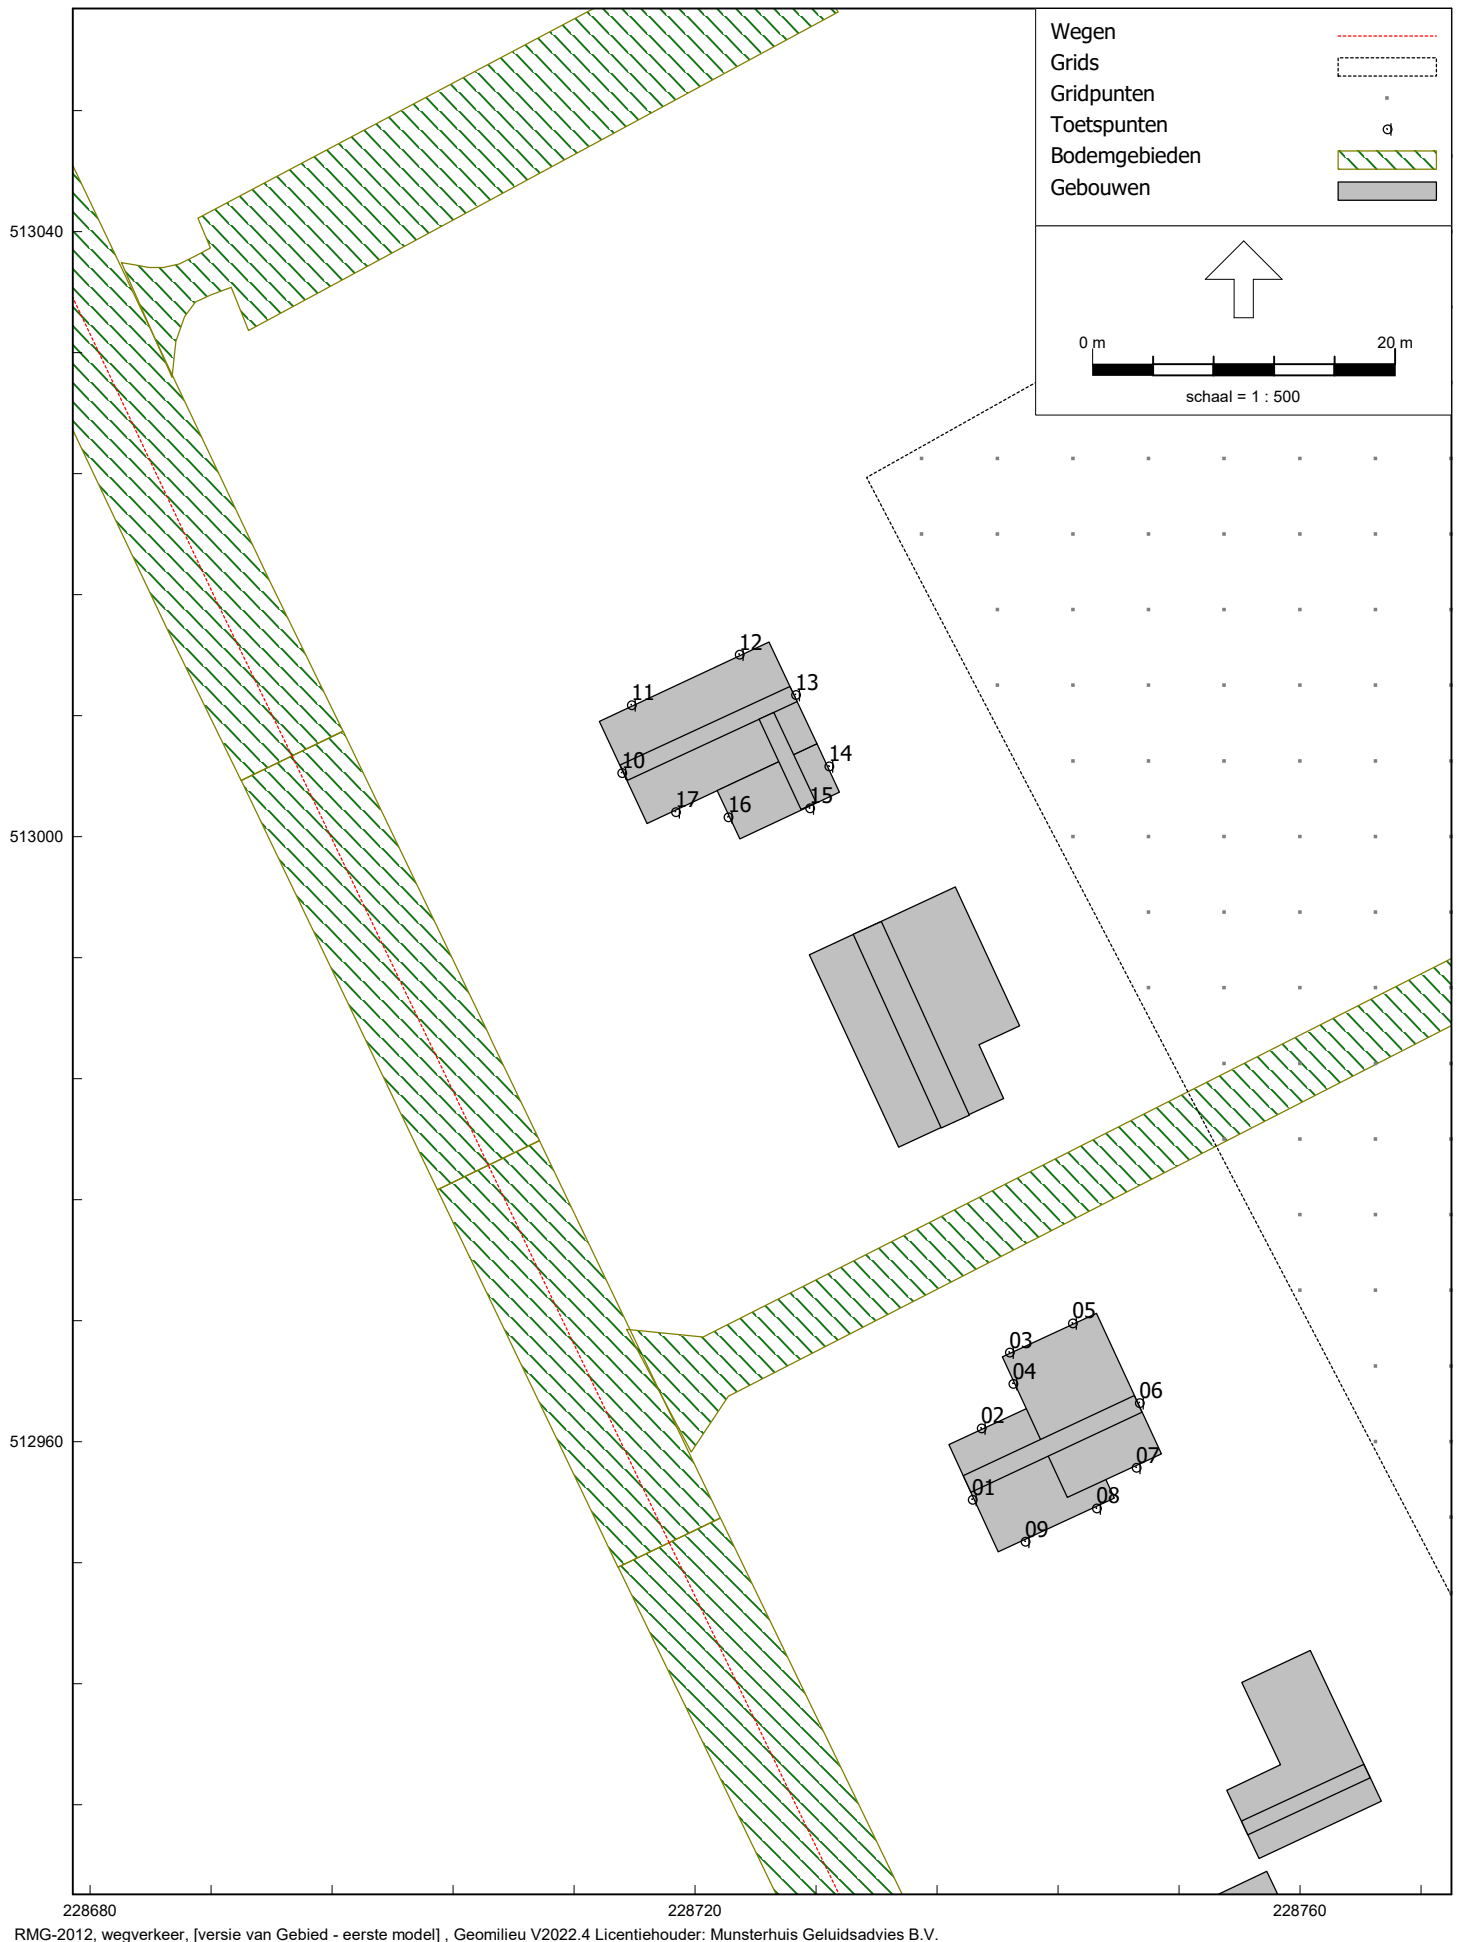 Wegen
Grids
Gridpunten
Toetspunten
Bodemgebieden
Gebouwen
0 m 20 m
schaal = 1 : 500
513040
12
11
13
10
14
17
16
15
513000
05
03
04
06
02
512960
07
01
08
09
228680 228720 228760
RMG-2012, wegverkeer, [versie van Gebied - eerste model] , Geomilieu V2022.4 Licentiehouder: Munsterhuis Geluidsadvies B.V.